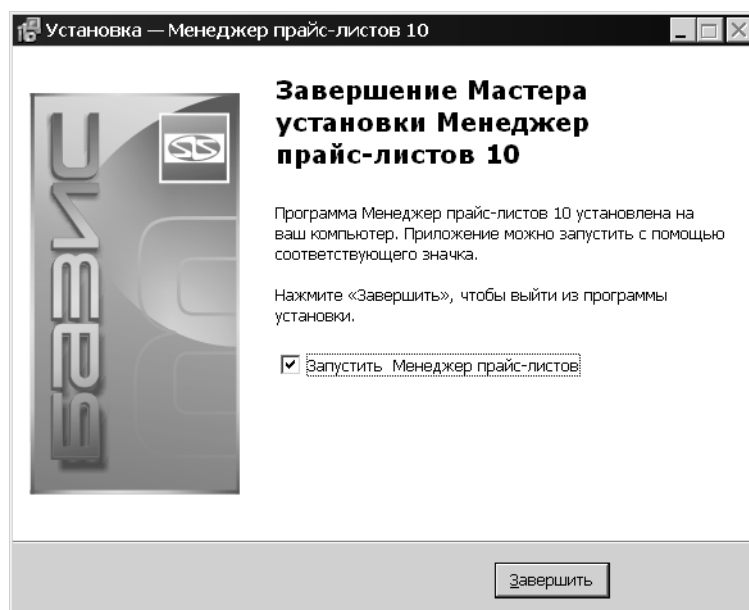 Установка — Менеджер прайс-листов 10
Завершение Мастера
установки Менеджер
прайс-листов 10
БАЗИС
Программа Менеджер прайс-листов 10 установлена на
ваш компьютер. Приложение можно запустить с помощью
соответствующего значка.
Нажмите «Завершить», чтобы выйти из программы
установки.
Запустить Менеджер прайс-листов
Завершить